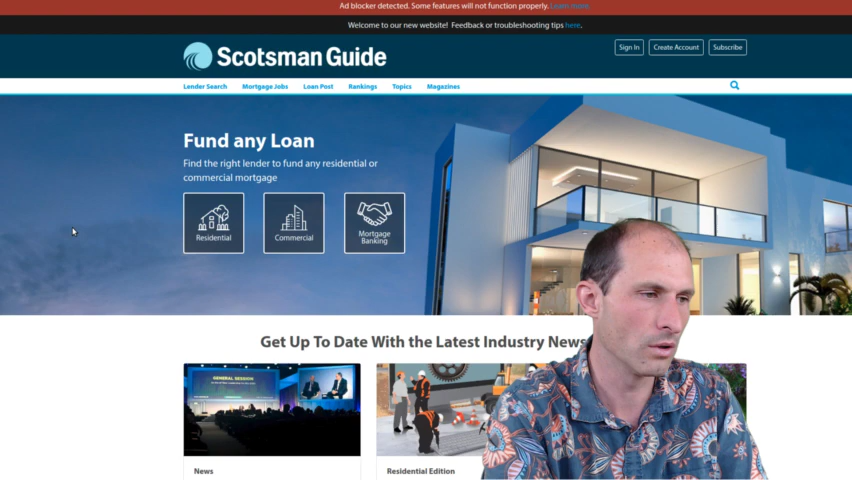 Ad blocker detected. Some features will not function properly. Learn more.
Welcome to our new website! Feedback or troubleshooting tips here.
Scotsman Guide
Sign In
Create Account
Subscribe
Lender Search
Mortgage Jobs
Loan Post
Rankings
Topics
Magazines
Fund any Loan
Find the right lender to fund any residential or
commercial mortgage
Residential
Commercial
Mortgage
Banking
Get Up To Date With the Latest Industry News
GENERAL SESSION
News
Residential Edition